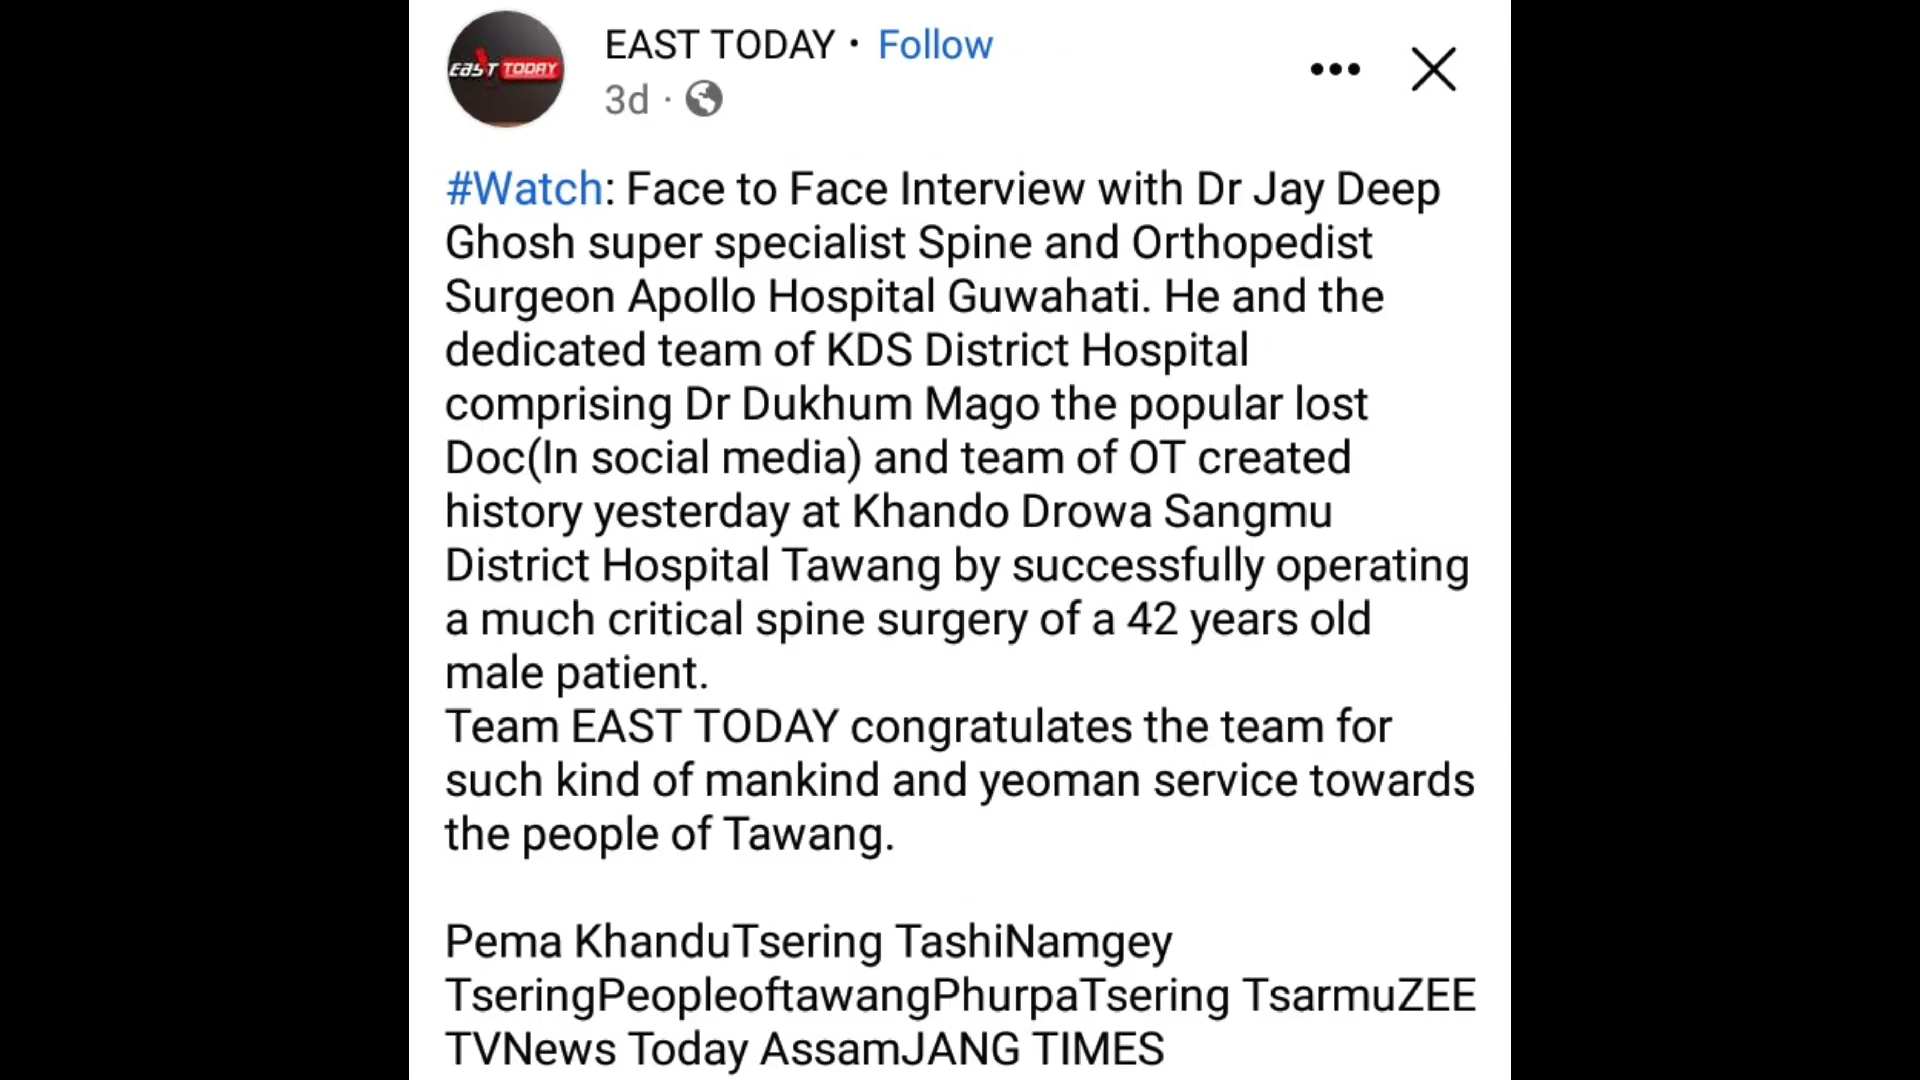 EAST TODAY
EAST TODAY · Follow
3d ·
#Watch: Face to Face Interview with Dr Jay Deep
Ghosh super specialist Spine and Orthopedist
Surgeon Apollo Hospital Guwahati. He and the
dedicated team of KDS District Hospital
comprising Dr Dukhum Mago the popular lost
Doc(In social media) and team of OT created
history yesterday at Khando Drowa Sangmu
District Hospital Tawang by successfully operating
a much critical spine surgery of a 42 years old
male patient.
Team EAST TODAY congratulates the team for
such kind of mankind and yeoman service towards
the people of Tawang.
Pema KhanduTsering TashiNamgey
TseringPeopleoftawangPhurpaTsering TsarmuZEE
TVNews Today AssamJANG TIMES